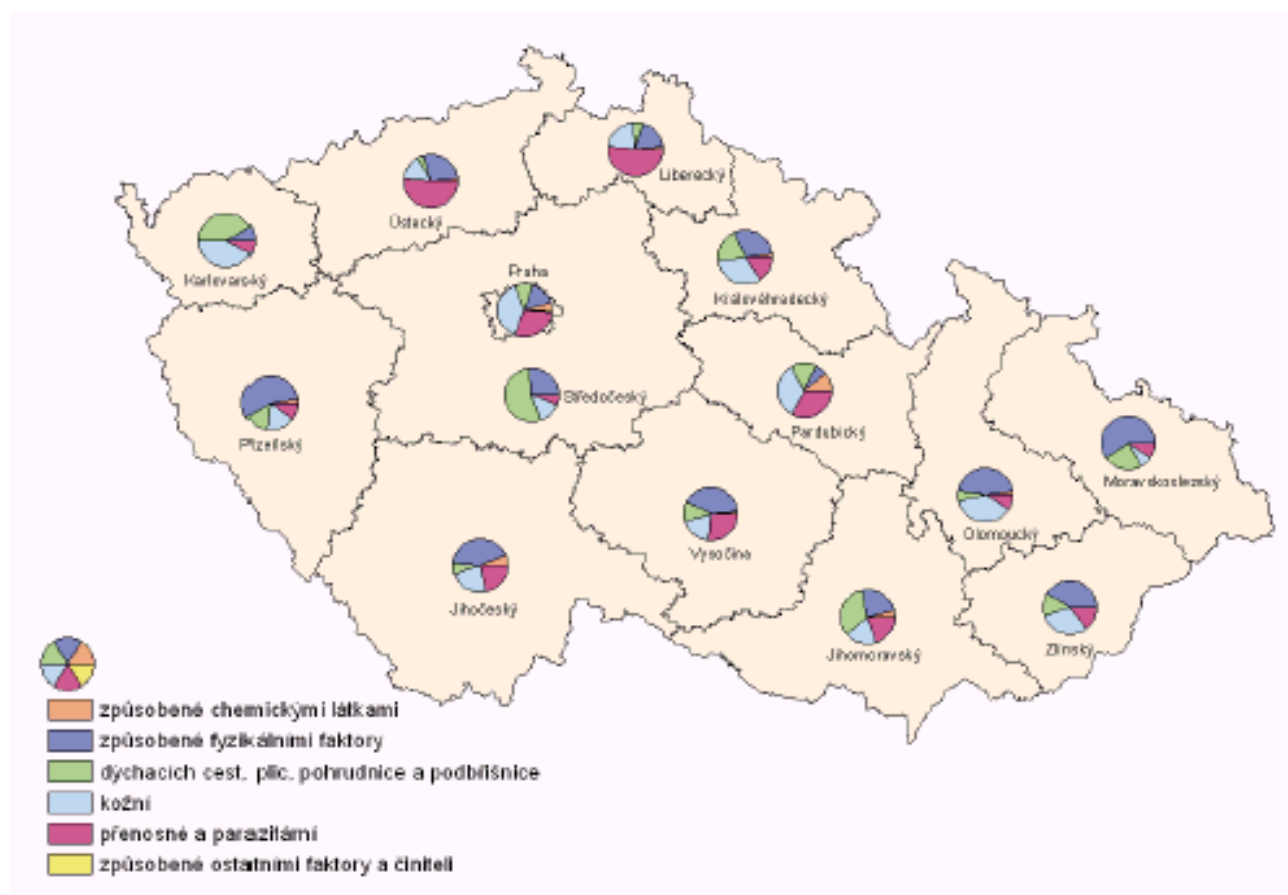 Liberecký
Ústecký
Karlovarský
Praha
Královéhradecký
Středočeský
Plzeňský
Pardubický
Moravskoslezský
Olomoucký
Vysočina
Jihočeský
Jihomoravský
Zlínský
způsobené chemickými látkami
způsobené fyzikálními faktory
dýchacích cest, plic, pohrudnice a pobřišnice
kožní
přenosné a parazitární
způsobené ostatními faktory a činiteli